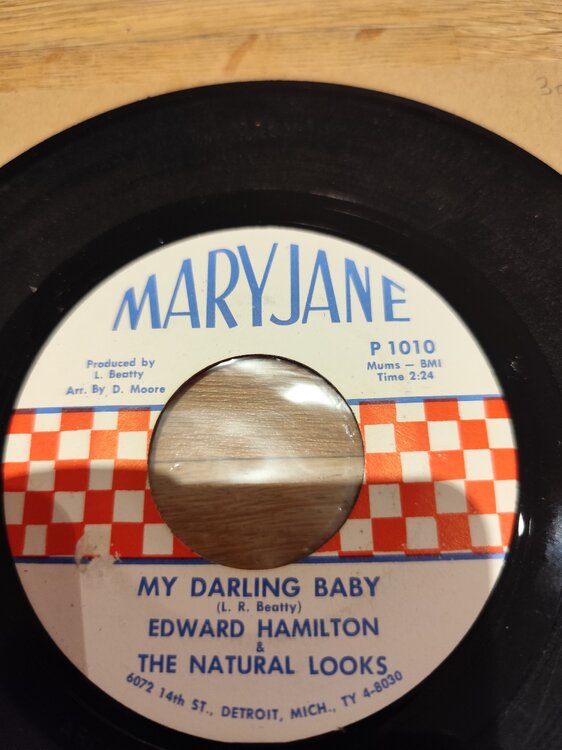 MARYJANE
P 1010
Mums — BMI
Time 2:24
Produced by
L. Beatty
Arr. By D. Moore
MY DARLING BABY
(L. R. Beatty)
EDWARD HAMILTON
&
THE NATURAL LOOKS
6072 14th ST., DETROIT, MICH., TY 4-8030